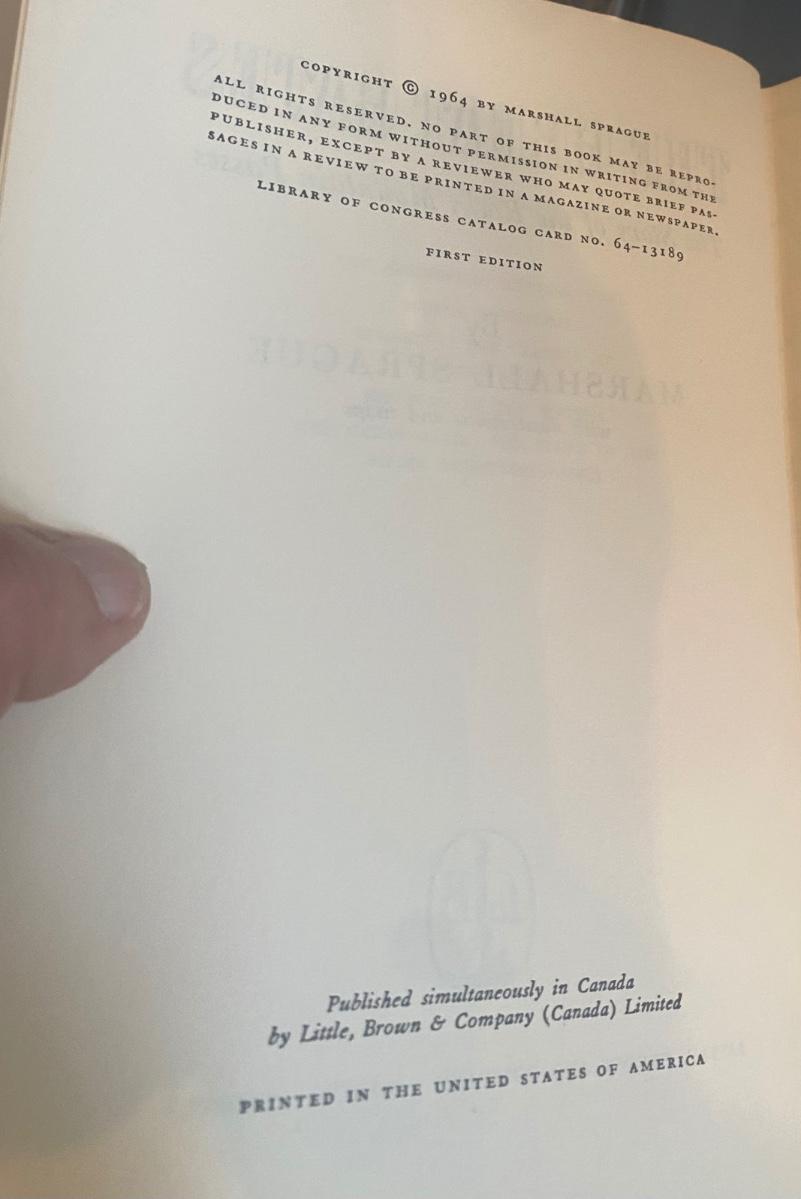 COPYRIGHT © 1964 BY MARSHALL SPRAGUE
ALL RIGHTS RESERVED. NO PART OF THIS BOOK MAY BE REPRO-
DUCED IN ANY FORM WITHOUT PERMISSION IN WRITING FROM THE
PUBLISHER, EXCEPT BY A REVIEWER WHO MAY QUOTE BRIEF PAS-
SAGES IN A REVIEW TO BE PRINTED IN A MAGAZINE OR NEWSPAPER.
LIBRARY OF CONGRESS CATALOG CARD NO. 64-13189
FIRST EDITION
By
MARSHALL SPRAGUE
Published simultaneously in Canada
by Little, Brown & Company (Canada) Limited
PRINTED IN THE UNITED STATES OF AMERICA